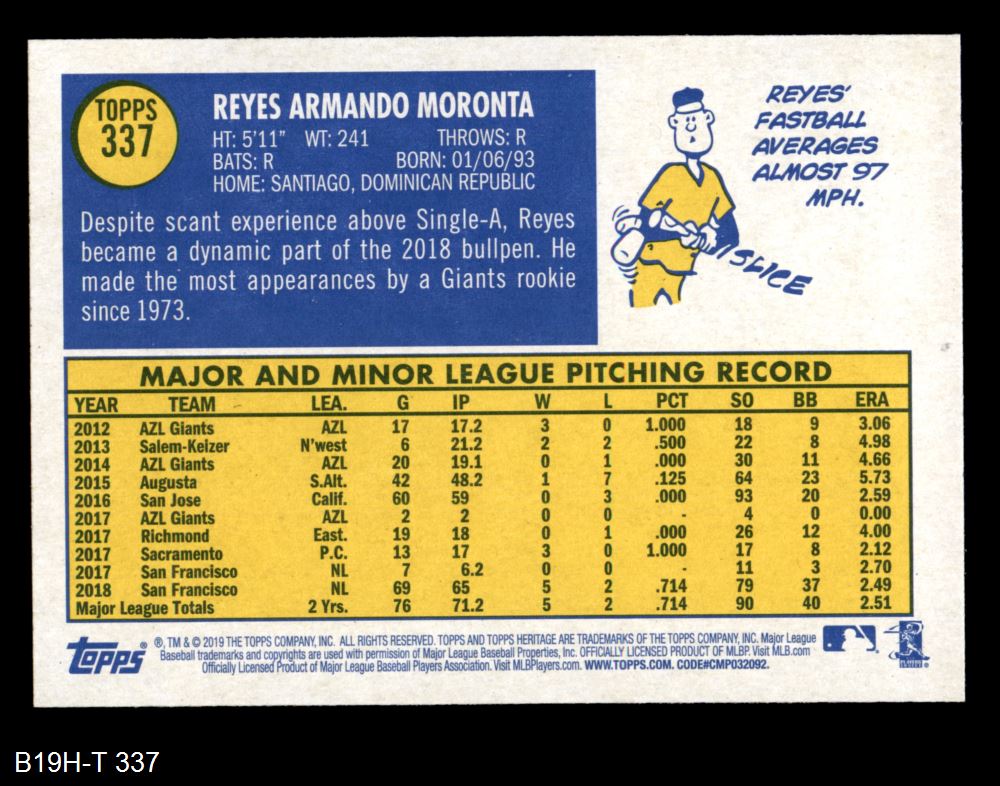 TOPPS
337
REYES ARMANDO MORONTA
HT: 5'11" WT: 241 THROWS: R
BATS: R BORN: 01/06/93
HOME: SANTIAGO, DOMINICAN REPUBLIC
Despite scant experience above Single-A, Reyes
became a dynamic part of the 2018 bullpen. He
made the most appearances by a Giants rookie
since 1973.
REYES'
FASTBALL
AVERAGES
ALMOST 97
MPH.
SLICE
MAJOR AND MINOR LEAGUE PITCHING RECORD
YEAR TEAM LEA. G IP W L PCT SO BB ERA
2012 AZL Giants AZL 17 17.2 3 0 1.000 18 9 3.06
2013 Salem-Keizer N'west 6 21.2 2 2 .500 22 8 4.98
2014 AZL Giants AZL 20 19.1 0 1 .000 30 11 4.66
2015 Augusta S.Alt. 42 48.2 1 7 .125 64 23 5.73
2016 San Jose Calif. 60 59 0 3 .000 93 20 2.59
2017 AZL Giants AZL 2 2 0 0 - 4 0 0.00
2017 Richmond East. 19 18 0 1 .000 26 12 4.00
2017 Sacramento P.C. 13 17 3 0 1.000 17 8 2.12
2017 San Francisco NL 7 6.2 0 0 - 11 3 2.70
2018 San Francisco NL 69 65 5 2 .714 79 37 2.49
Major League Totals 2 Yrs. 76 71.2 5 2 .714 90 40 2.51
topps
®, TM & © 2019 THE TOPPS COMPANY, INC. ALL RIGHTS RESERVED. TOPPS AND TOPPS HERITAGE ARE TRADEMARKS OF THE TOPPS COMPANY, INC. Major League
Baseball trademarks and copyrights are used with permission of Major League Baseball Properties, Inc. OFFICIALLY LICENSED PRODUCT OF MLBP. Visit MLB.com
Officially Licensed Product of Major League Baseball Players Association. Visit MLBPlayers.com. WWW.TOPPS.COM. CODE#CMP032092.
B19H-T 337